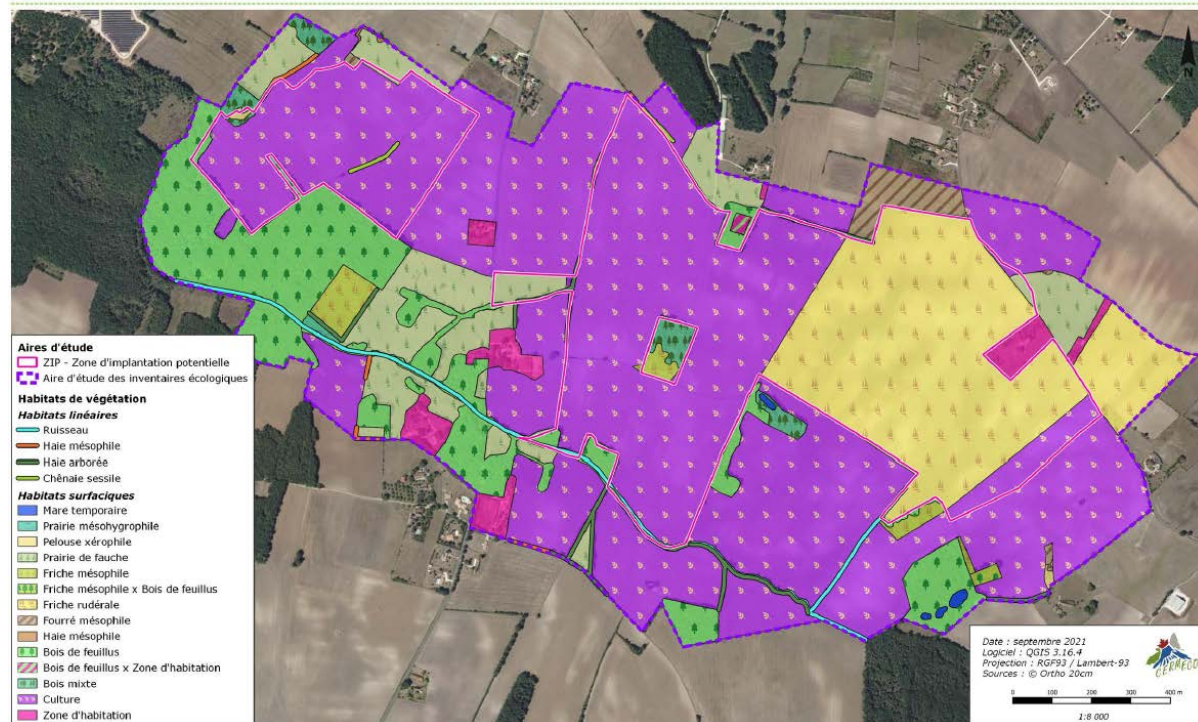 N
Aires d'étude
ZIP - Zone d'implantation potentielle
Aire d'étude des inventaires écologiques
Habitats de végétation
Habitats linéaires
Ruisseau
Haie mésophile
Haie arborée
Chênaie sessile
Habitats surfaciques
Mare temporaire
Prairie mésohygrophile
Pelouse xérophile
Prairie de fauche
Friche mésophile
Friche mésophile x Bois de feuillus
Friche rudérale
Fourré mésophile
Haie mésophile
Bois de feuillus
Bois de feuillus x Zone d'habitation
Bois mixte
Culture
Zone d'habitation
Date : septembre 2021
Logiciel : QGIS 3.16.4
Projection : RGF93 / Lambert-93
Sources : © Ortho 20cm
CERMECO
0 100 200 300 400 m
1:8 000